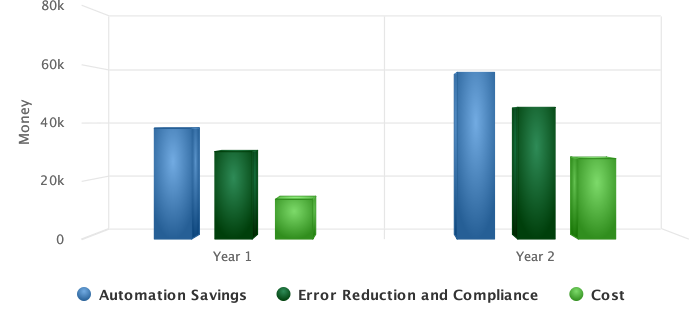 80k
60k
40k
20k
0
Money
Year 1
Year 2
Automation Savings
Error Reduction and Compliance
Cost